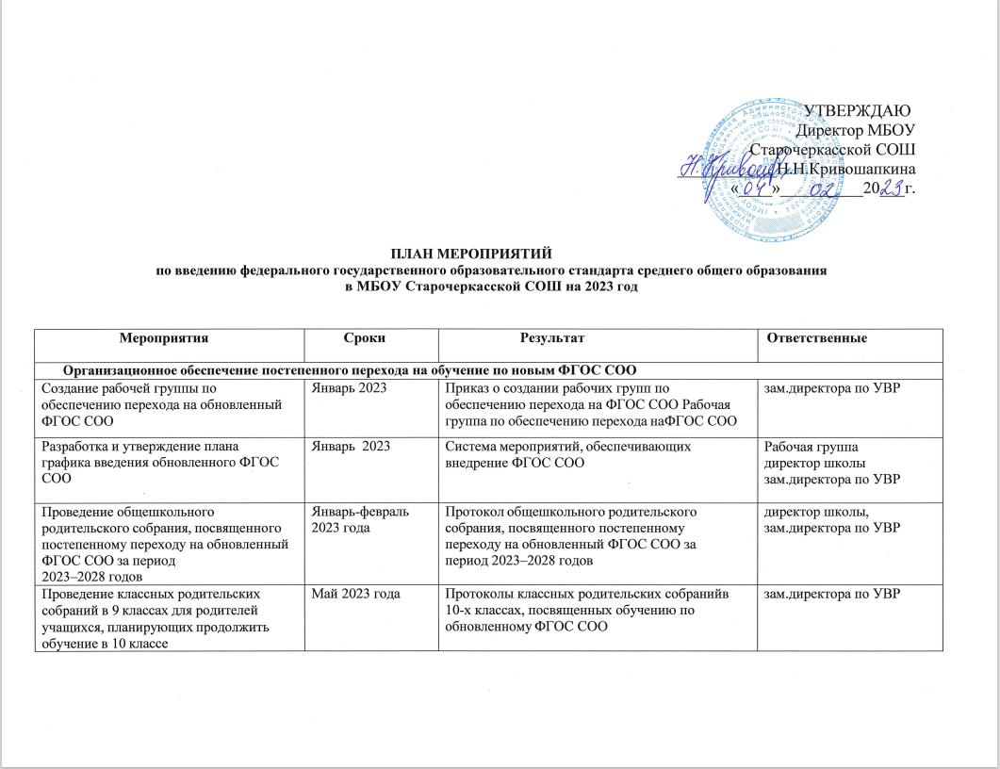 УТВЕРЖДАЮ
Директор МБОУ
Старочеркасской СОШ
Н.Н.Кривошапкина
«04» 02 2023г.
ПЛАН МЕРОПРИЯТИЙ
по введению федерального государственного образовательного стандарта среднего общего образования
в МБОУ Старочеркасской СОШ на 2023 год
Мероприятия Сроки Результат Ответственные
Организационное обеспечение постепенного перехода на обучение по новым ФГОС СОО
Создание рабочей группы по
обеспечению перехода на обновленный
ФГОС СОО
Январь 2023
Приказ о создании рабочих групп по
обеспечению перехода на ФГОС СОО Рабочая
группа по обеспечению перехода наФГОС СОО
зам.директора по УВР
Разработка и утверждение плана
графика введения обновленного ФГОС
СОО
Январь 2023
Система мероприятий, обеспечивающих
внедрение ФГОС СОО
Рабочая группа
директор школы
зам.директора по УВР
Проведение общешкольного
родительского собрания, посвященного
постепенному переходу на обновленный
ФГОС СОО за период
2023–2028 годов
Январь-февраль
2023 года
Протокол общешкольного родительского
собрания, посвященного постепенному
переходу на обновленный ФГОС СОО за
период 2023–2028 годов
директор школы,
зам.директора по УВР
Проведение классных родительских
собраний в 9 классах для родителей
учащихся, планирующих продолжить
обучение в 10 классе
Май 2023 года
Протоколы классных родительских собранийв
10-х классах, посвященных обучению по
обновленному ФГОС СОО
зам.директора по УВР